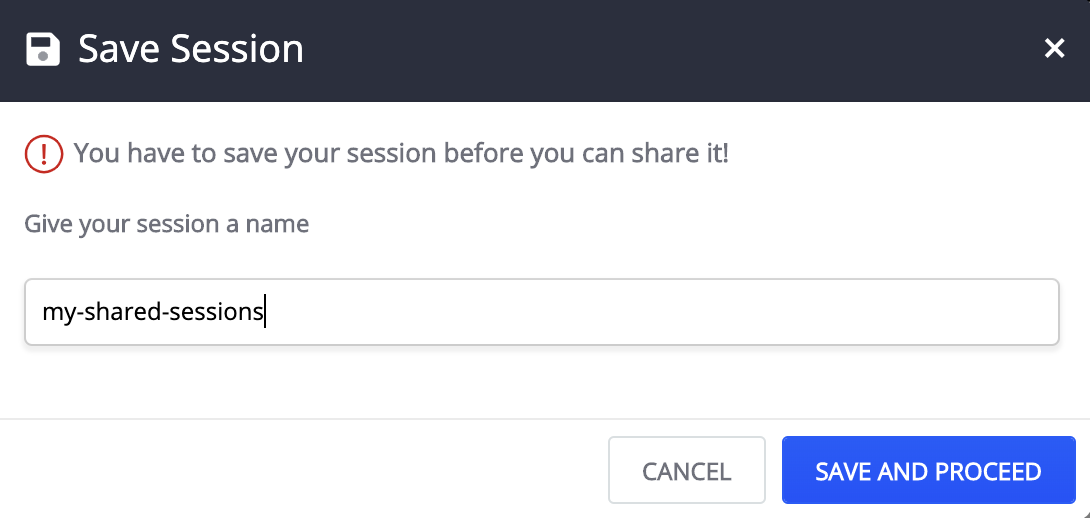 Save Session
You have to save your session before you can share it!
Give your session a name
my-shared-sessions
CANCEL
SAVE AND PROCEED